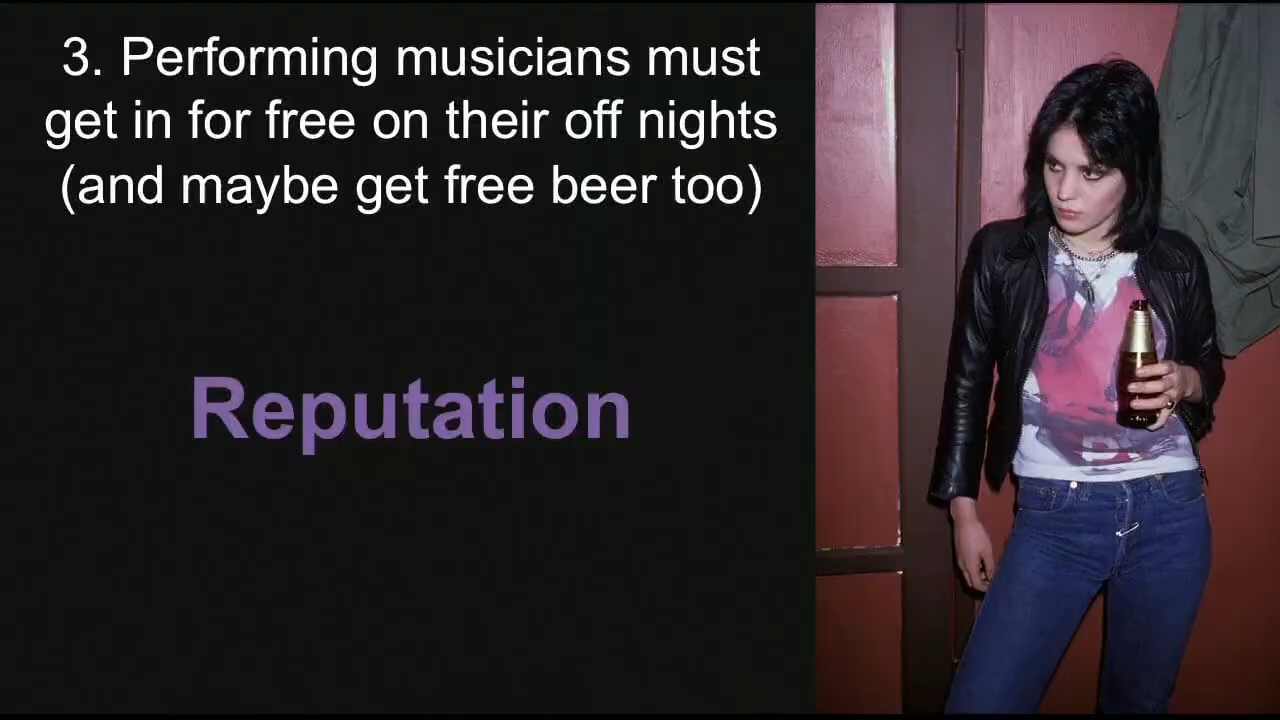 3. Performing musicians must
get in for free on their off nights
(and maybe get free beer too)
Reputation